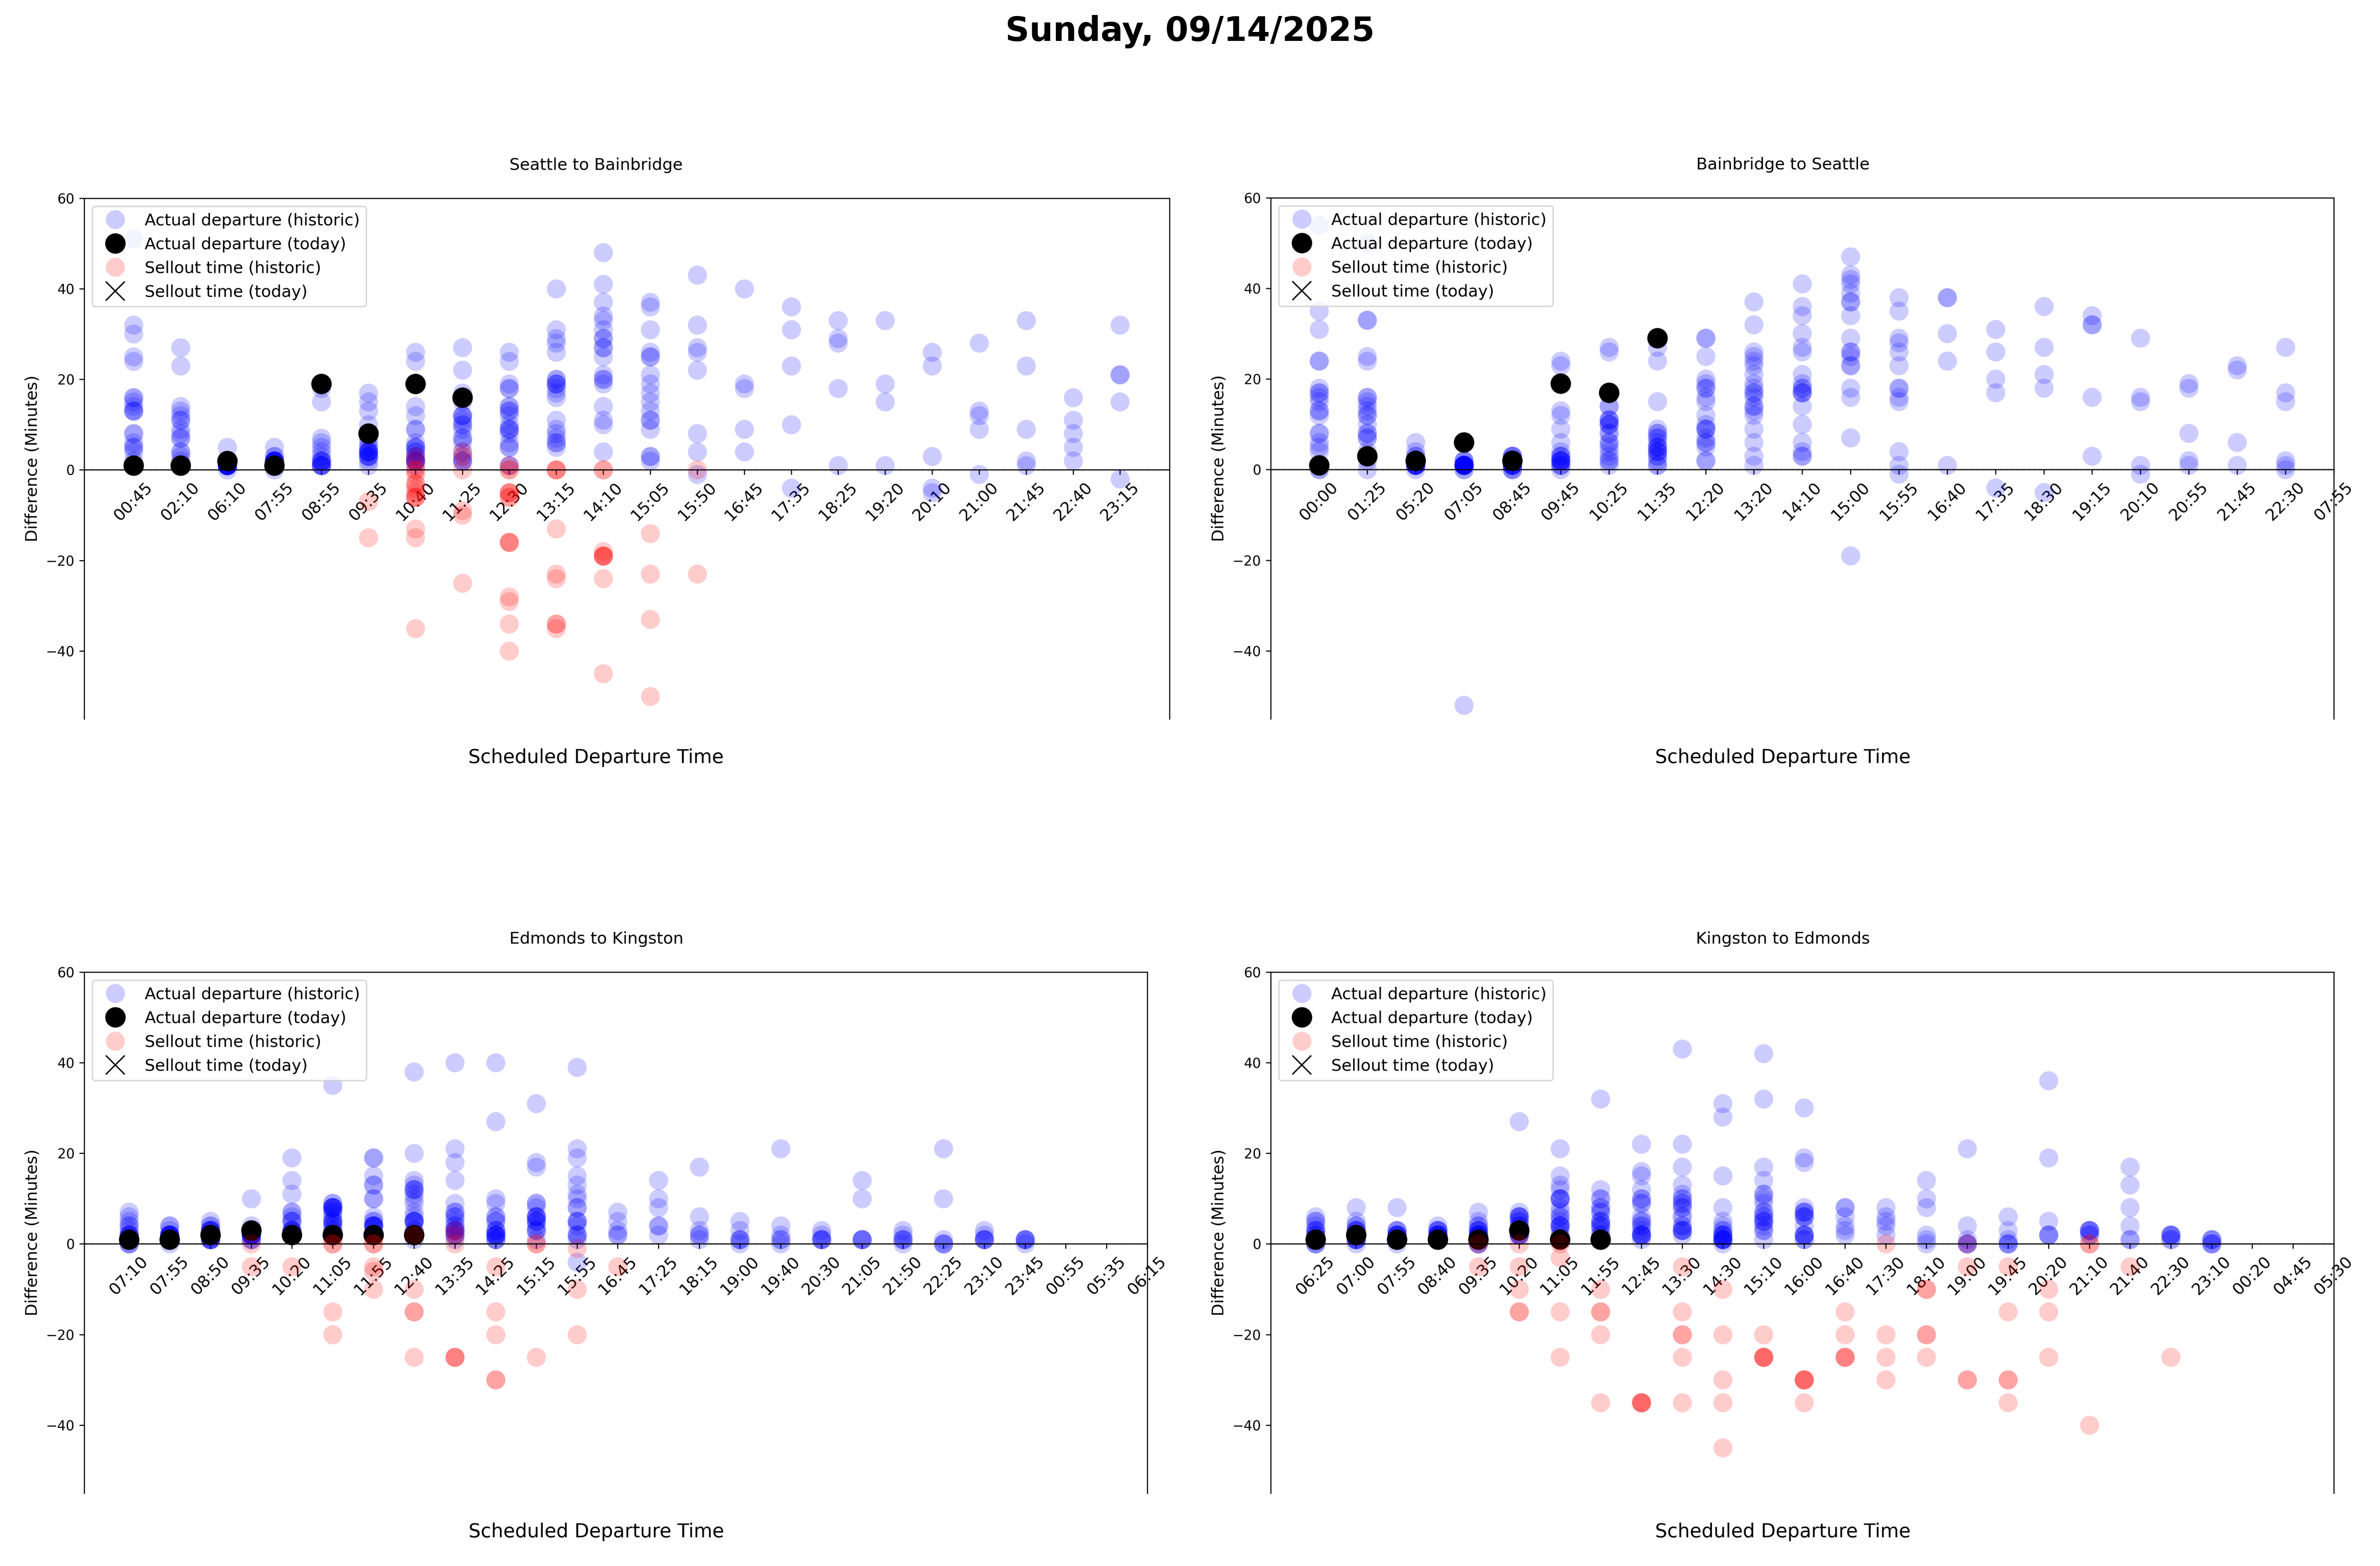 Sunday, 09/14/2025
Seattle to Bainbridge
60
40
20
0
−20
−40
Difference (Minutes)
Actual departure (historic)
Actual departure (today)
Sellout time (historic)
Sellout time (today)
00:45 02:10 06:10 07:55 08:55 09:35 10:40 11:25 12:30 13:15 14:10 15:05 15:50 16:45 17:35 18:25 19:20 20:10 21:00 21:45 22:40 23:15
Scheduled Departure Time
Bainbridge to Seattle
60
40
20
0
−20
−40
Difference (Minutes)
Actual departure (historic)
Actual departure (today)
Sellout time (historic)
Sellout time (today)
00:00 01:25 05:20 07:05 08:45 09:45 10:25 11:35 12:20 13:20 14:10 15:00 15:55 16:40 17:35 18:30 19:15 20:10 20:55 21:45 22:30 07:55
Scheduled Departure Time
Edmonds to Kingston
60
40
20
0
−20
−40
Difference (Minutes)
Actual departure (historic)
Actual departure (today)
Sellout time (historic)
Sellout time (today)
07:10 07:55 08:50 09:35 10:20 11:05 11:55 12:40 13:35 14:25 15:15 15:55 16:45 17:25 18:15 19:00 19:40 20:30 21:05 21:50 22:25 23:10 23:45 00:55 05:35 06:15
Scheduled Departure Time
Kingston to Edmonds
60
40
20
0
−20
−40
Difference (Minutes)
Actual departure (historic)
Actual departure (today)
Sellout time (historic)
Sellout time (today)
06:25 07:00 07:55 08:40 09:35 10:20 11:05 11:55 12:45 13:30 14:30 15:10 16:00 16:40 17:30 18:10 19:00 19:45 20:20 21:10 21:40 22:30 23:10 00:20 04:45 05:30
Scheduled Departure Time